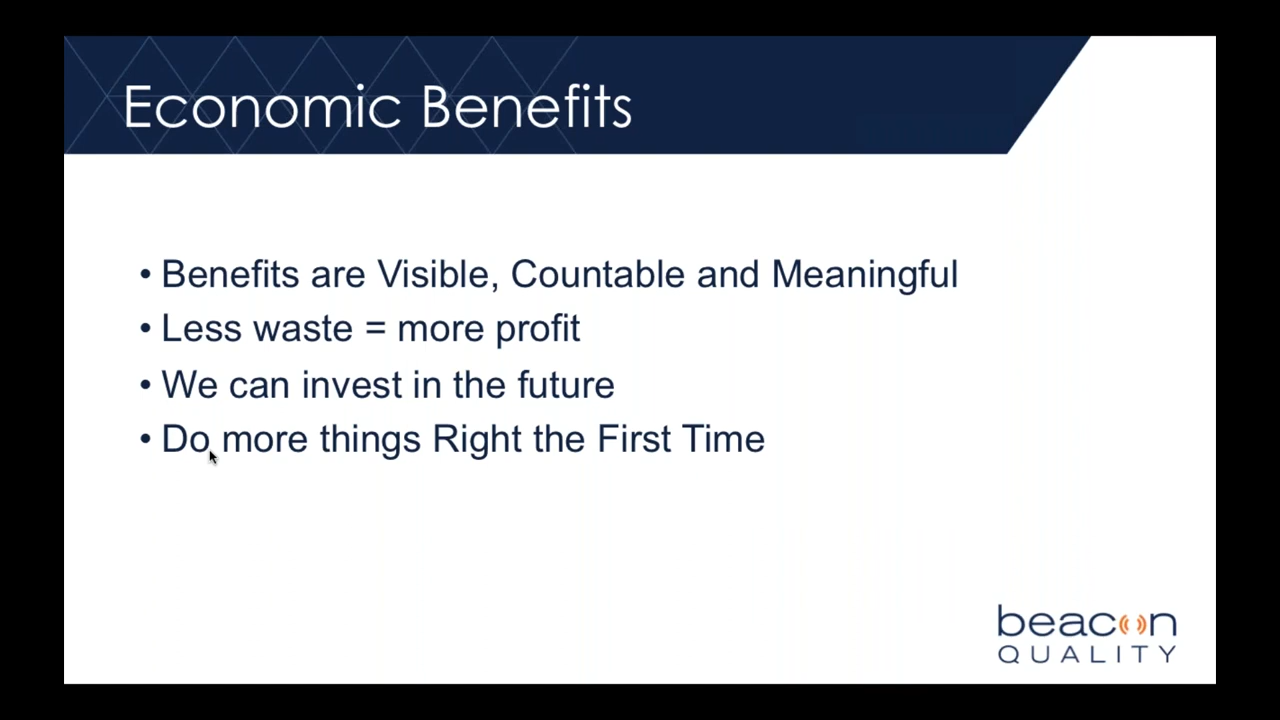 Economic Benefits
• Benefits are Visible, Countable and Meaningful
• Less waste = more profit
• We can invest in the future
• Do more things Right the First Time
beacon
QUALITY